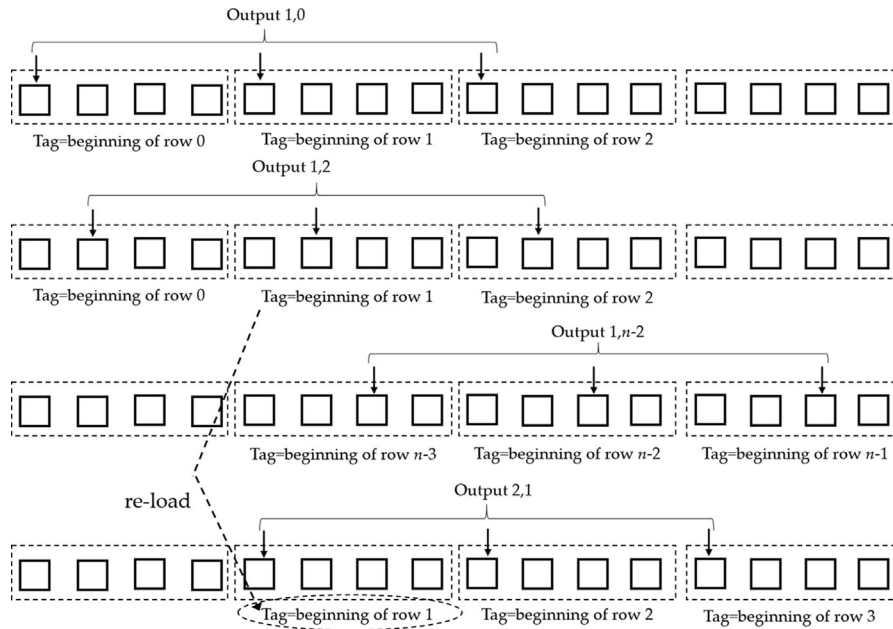 Output 1,0
Tag=beginning of row 0 Tag=beginning of row 1 Tag=beginning of row 2
Output 1,2
Tag=beginning of row 0 Tag=beginning of row 1 Tag=beginning of row 2
Output 1,n-2
Tag=beginning of row n-3 Tag=beginning of row n-2 Tag=beginning of row n-1
re-load
Output 2,1
Tag=beginning of row 1 Tag=beginning of row 2 Tag=beginning of row 3